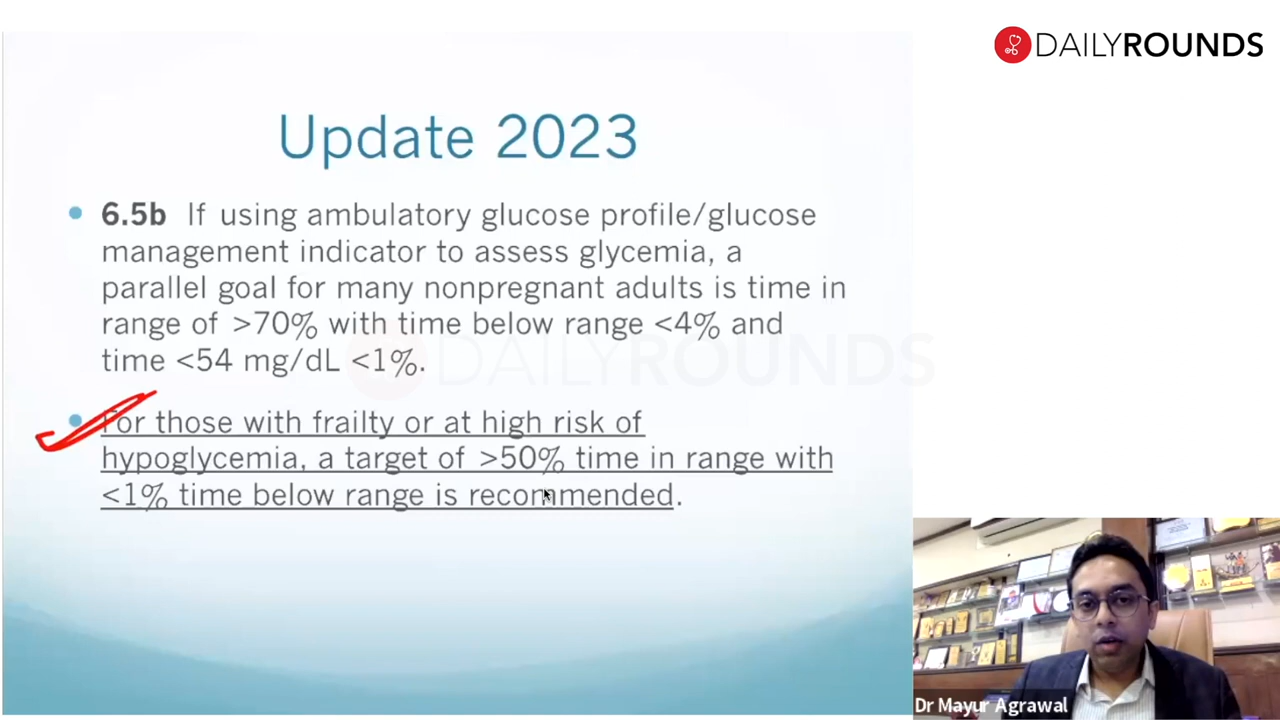 DAILYROUNDS
Update 2023
• 6.5b If using ambulatory glucose profile/glucose
management indicator to assess glycemia, a
parallel goal for many nonpregnant adults is time in
range of >70% with time below range <4% and
time <54 mg/dL <1%.
• For those with frailty or at high risk of
hypoglycemia, a target of >50% time in range with
<1% time below range is recommended.
DAILYROUNDS
Dr Mayur Agrawal